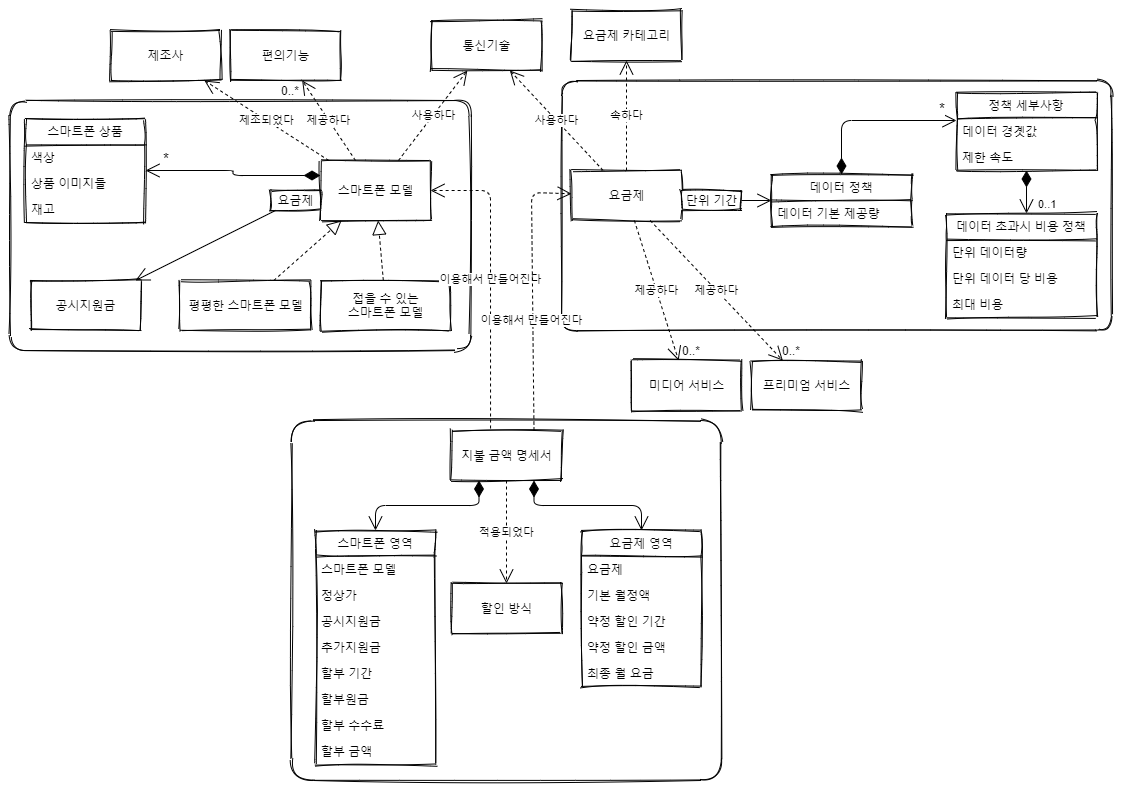 제조사
편의기능
통신기술
요금제 카테고리
0..*
제조되었다
제공하다
사용하다
사용하다
속하다
스마트폰 상품
색상
상품 이미지들
재고
*
스마트폰 모델
요금제
공시지원금
평평한 스마트폰 모델
접을 수 있는
스마트폰 모델
이용해서 만들어진다
이용해서 만들어진다
요금제
단위 기간
데이터 정책
데이터 기본 제공량
*
정책 세부사항
데이터 경곗값
제한 속도
0..1
데이터 초과시 비용 정책
단위 데이터량
단위 데이터 당 비용
최대 비용
제공하다
제공하다
0..*
0..*
미디어 서비스
프리미엄 서비스
지불 금액 명세서
적용되었다
할인 방식
스마트폰 영역
스마트폰 모델
정상가
공시지원금
추가지원금
할부 기간
할부원금
할부 수수료
할부 금액
요금제 영역
요금제
기본 월정액
약정 할인 기간
약정 할인 금액
최종 월 요금